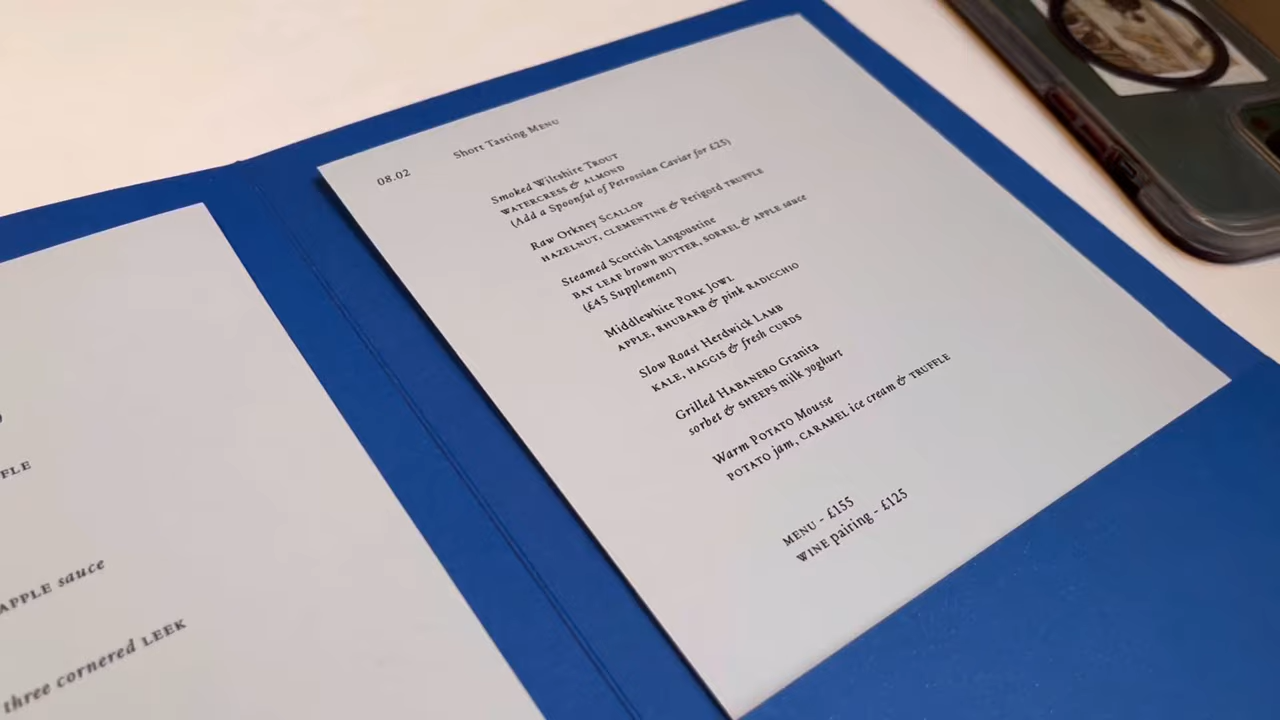 FLE
APPLE sauce
three cornered LEEK
08.02
Short Tasting MENU
Smoked Wiltshire TROUT
WATERCRESS & ALMOND
(Add a Spoonful of Petrossian Caviar for £25)
Raw Orkney SCALLOP
HAZELNUT, CLEMENTINE & Perigord TRUFFLE
Steamed Scottish Langoustine
BAY LEAF brown BUTTER, SORREL & APPLE sauce
(£45 Supplement)
Middlewhite PORK JOWL
APPLE, RHUBARB & pink RADICCHIO
Slow Roast Herdwick LAMB
KALE, HAGGIS & fresh CURDS
Grilled HABANERO Granita
sorbet & SHEEPS milk yoghurt
Warm POTATO Mousse
POTATO jam, CARAMEL ice cream & TRUFFLE
MENU - £155
WINE pairing - £125